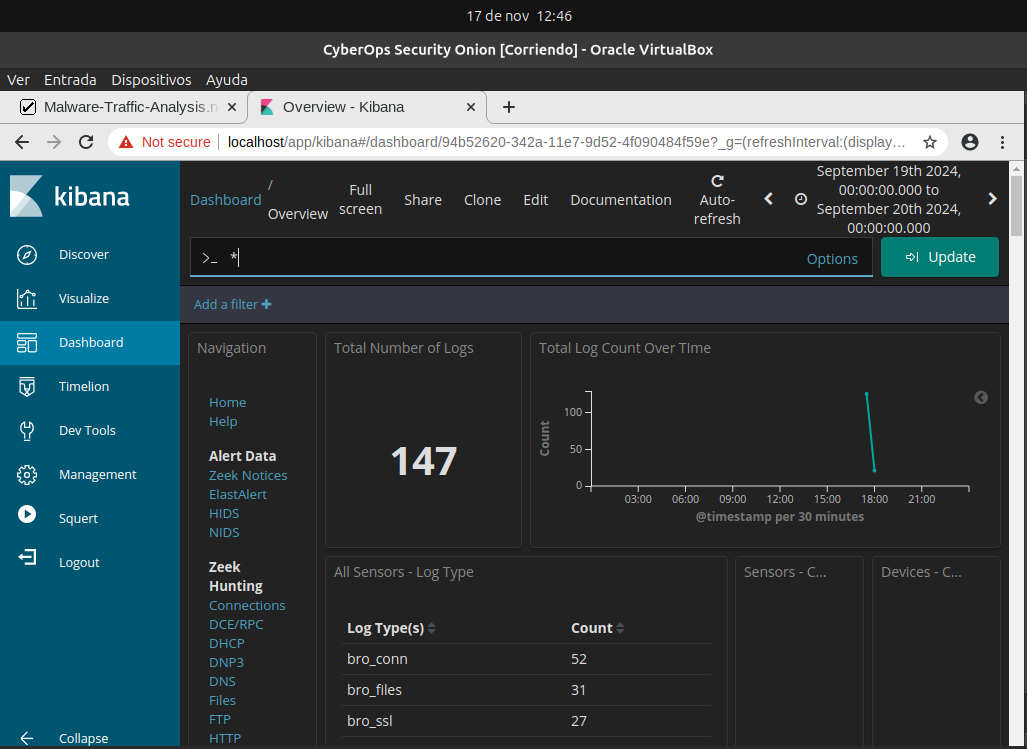 17 de nov  12:46
CyberOps Security Onion [Corriendo] - Oracle VirtualBox
Ver  Entrada  Dispositivos  Ayuda
Malware-Traffic-Analysis.n
Overview - Kibana
Not secure
localhost/app/kibana#/dashboard/94b52620-342a-11e7-9d52-4f090484f59e?_g=(refreshInterval:(display…
kibana
Discover
Visualize
Dashboard
Timelion
Dev Tools
Management
Squert
Logout
Collapse
Dashboard
/
Overview
Full
screen
Share
Clone
Edit
Documentation
Auto-
refresh
September 19th 2024,
00:00:00.000 to
September 20th 2024,
00:00:00.000
>_ *
Options
Update
Add a filter +
Navigation
Home
Help
Alert Data
Zeek Notices
ElastAlert
HIDS
NIDS
Zeek
Hunting
Connections
DCE/RPC
DHCP
DNP3
DNS
Files
FTP
HTTP
Total Number of Logs
147
Total Log Count Over TIme
Count
100
50
0
03:00 06:00 09:00 12:00 15:00 18:00 21:00
@timestamp per 30 minutes
All Sensors - Log Type
Log Type(s) Count
bro_conn 52
bro_files 31
bro_ssl 27
Sensors - C...
Devices - C...